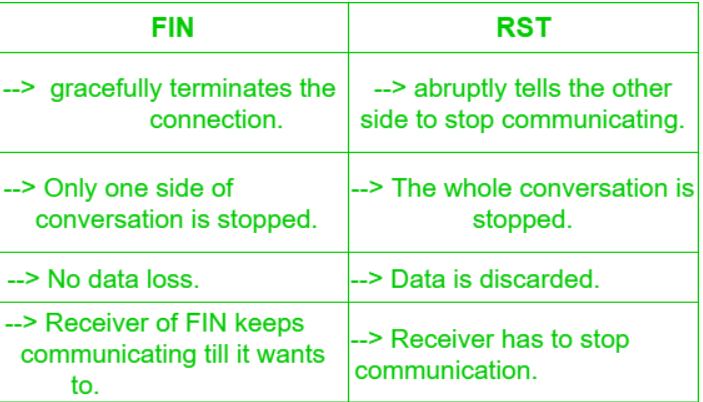 FIN
RST
--> gracefully terminates the
connection.
--> abruptly tells the other
side to stop communicating.
--> Only one side of
conversation is stopped.
--> The whole conversation is
stopped.
--> No data loss.
--> Data is discarded.
--> Receiver of FIN keeps
communicating till it wants
to.
--> Receiver has to stop
communication.